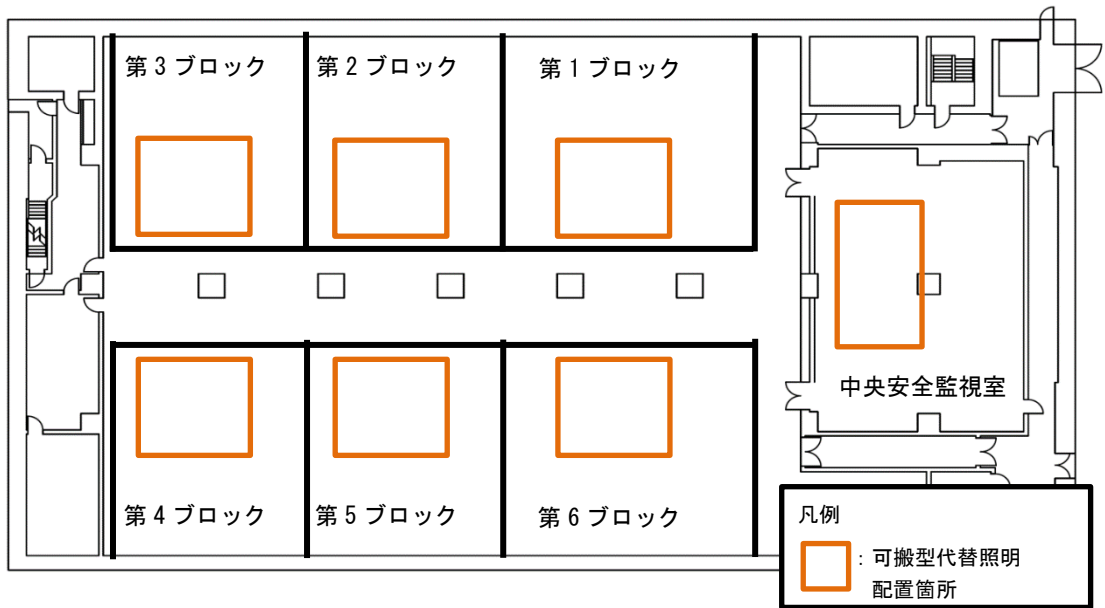 第3ブロック
第2ブロック
第1ブロック
中央安全監視室
第4ブロック
第5ブロック
第6ブロック
凡例
：可搬型代替照明
配置箇所